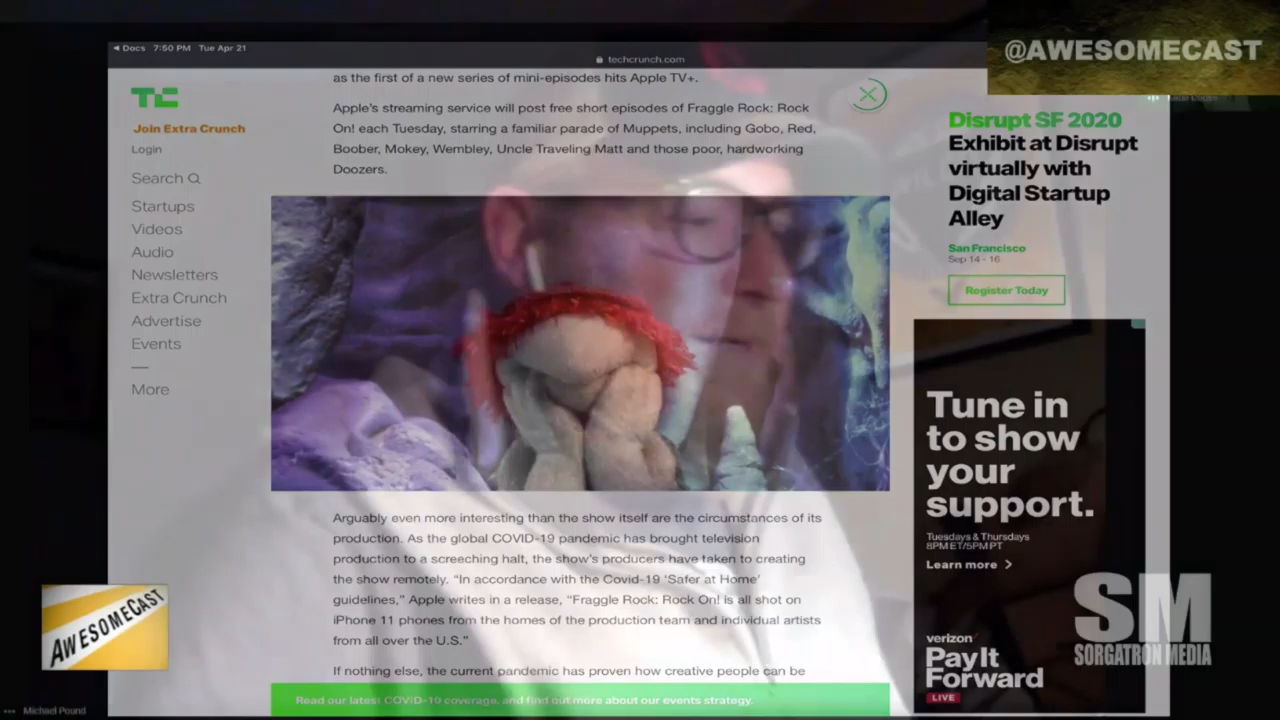 Docs 7:50 PM Tue Apr 21
techcrunch.com
@AWESOMECAST
TC
Join Extra Crunch
Login
Search
Startups
Videos
Audio
Newsletters
Extra Crunch
Advertise
Events
More
as the first of a new series of mini-episodes hits Apple TV+.
Apple's streaming service will post free short episodes of Fraggle Rock: Rock
On! each Tuesday, starring a familiar parade of Muppets, including Gobo, Red,
Boober, Mokey, Wembley, Uncle Traveling Matt and those poor, hardworking
Doozers.
Arguably even more interesting than the show itself are the circumstances of its
production. As the global COVID-19 pandemic has brought television
production to a screeching halt, the show's producers have taken to creating
the show remotely. “In accordance with the Covid-19 ‘Safer at Home’
guidelines,” Apple writes in a release, “Fraggle Rock: Rock On! is all shot on
iPhone 11 phones from the homes of the production team and individual artists
from all over the U.S.”
If nothing else, the current pandemic has proven how creative people can be
Read our latest COVID-19 coverage, and find out more about our events strategy.
Disrupt SF 2020
Exhibit at Disrupt
virtually with
Digital Startup
Alley
San Francisco
Sep 14 - 16
Register Today
Tune in
to show
your
support.
Tuesdays & Thursdays
8PM ET/5PM PT
Learn more
verizon
Pay It
Forward
LIVE
AWESOMECAST
SM
SORGATRON MEDIA
Michael Pound